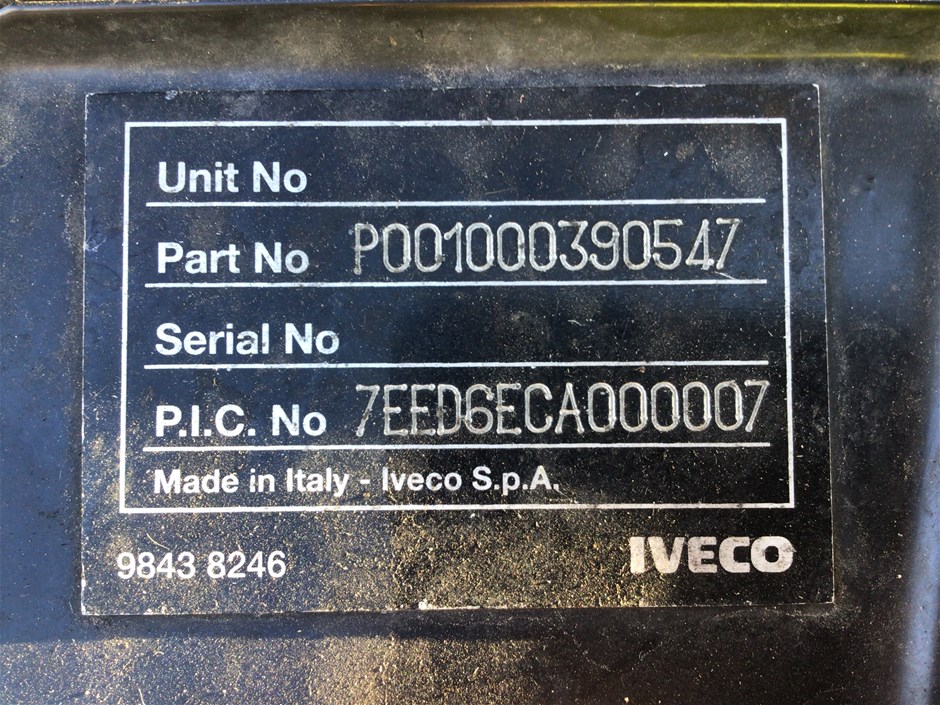 Unit No
Part No P001000390547
Serial No
P.I.C. No 7EED6ECA000007
Made in Italy - Iveco S.p.A.
9843 8246
IVECO